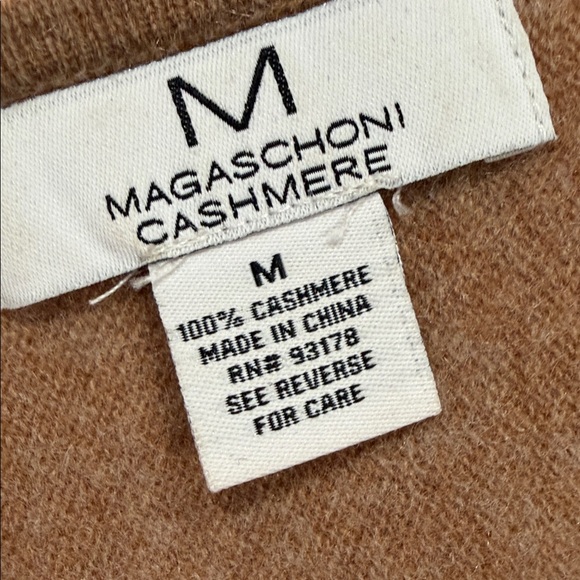 M
MAGASCHONI
CASHMERE
M
100% CASHMERE
MADE IN CHINA
RN# 93178
SEE REVERSE
FOR CARE